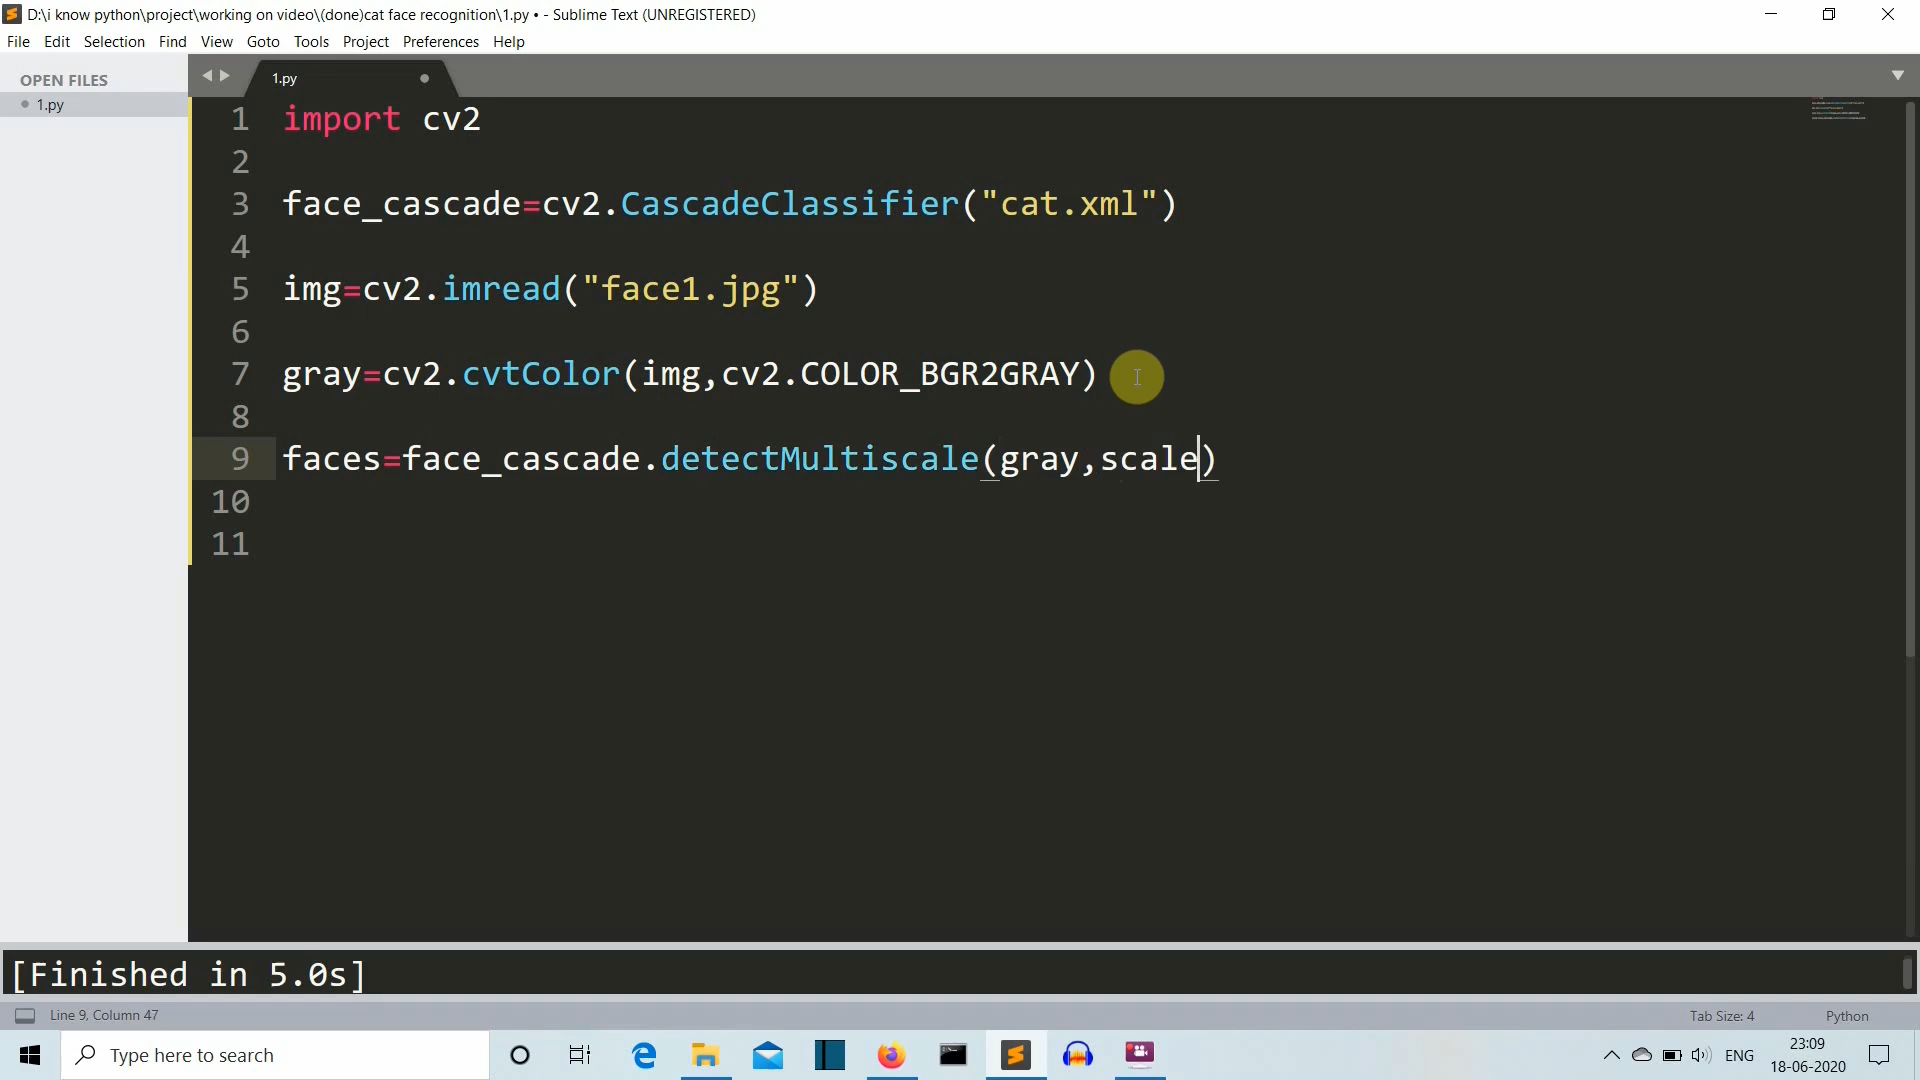 D:\i know python\project\working on video\(done)cat face recognition\1.py • - Sublime Text (UNREGISTERED)
File Edit Selection Find View Goto Tools Project Preferences Help
OPEN FILES
1.py
1.py
1 import cv2
2
3 face_cascade=cv2.CascadeClassifier("cat.xml")
4
5 img=cv2.imread("face1.jpg")
6
7 gray=cv2.cvtColor(img,cv2.COLOR_BGR2GRAY)
8
9 faces=face_cascade.detectMultiscale(gray,scale)
10
11
[Finished in 5.0s]
Line 9, Column 47 Tab Size: 4 Python
Type here to search
ENG
23:09
18-06-2020